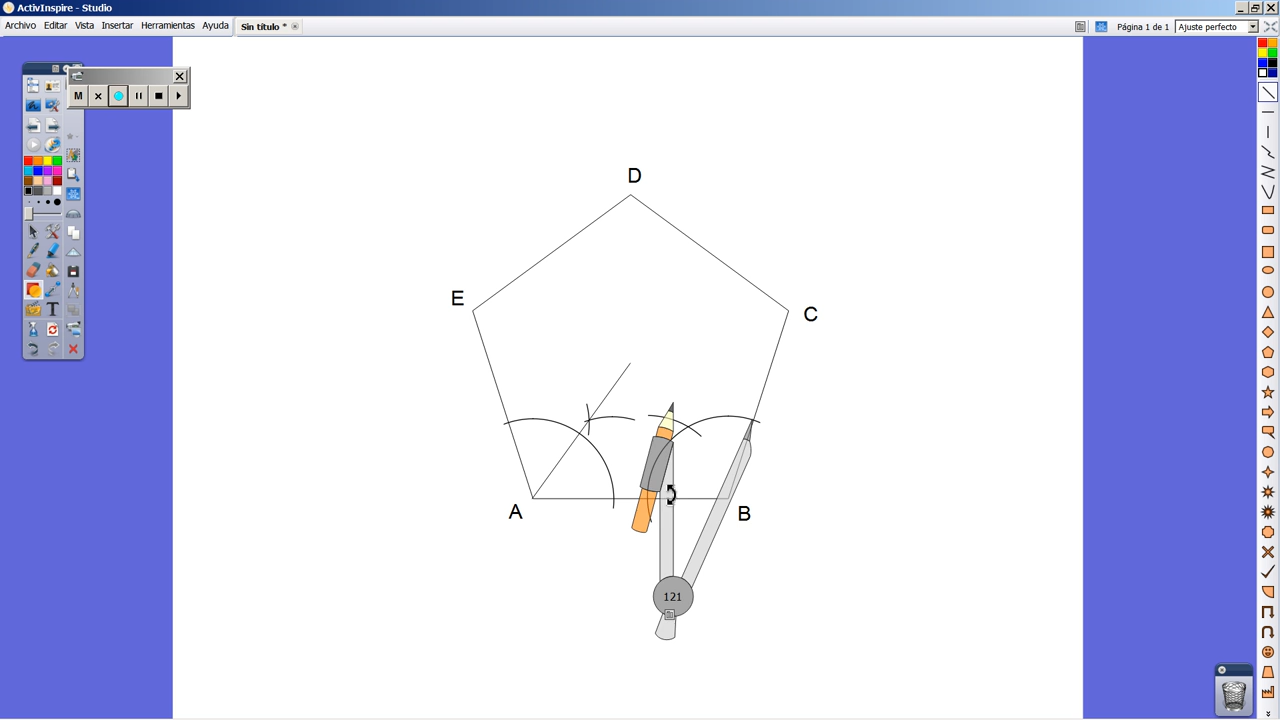 ActivInspire - Studio
Archivo Editar Vista Insertar Herramientas Ayuda Sin título * Página 1 de 1 Ajuste perfecto
M
T
D
E
C
A
B
121